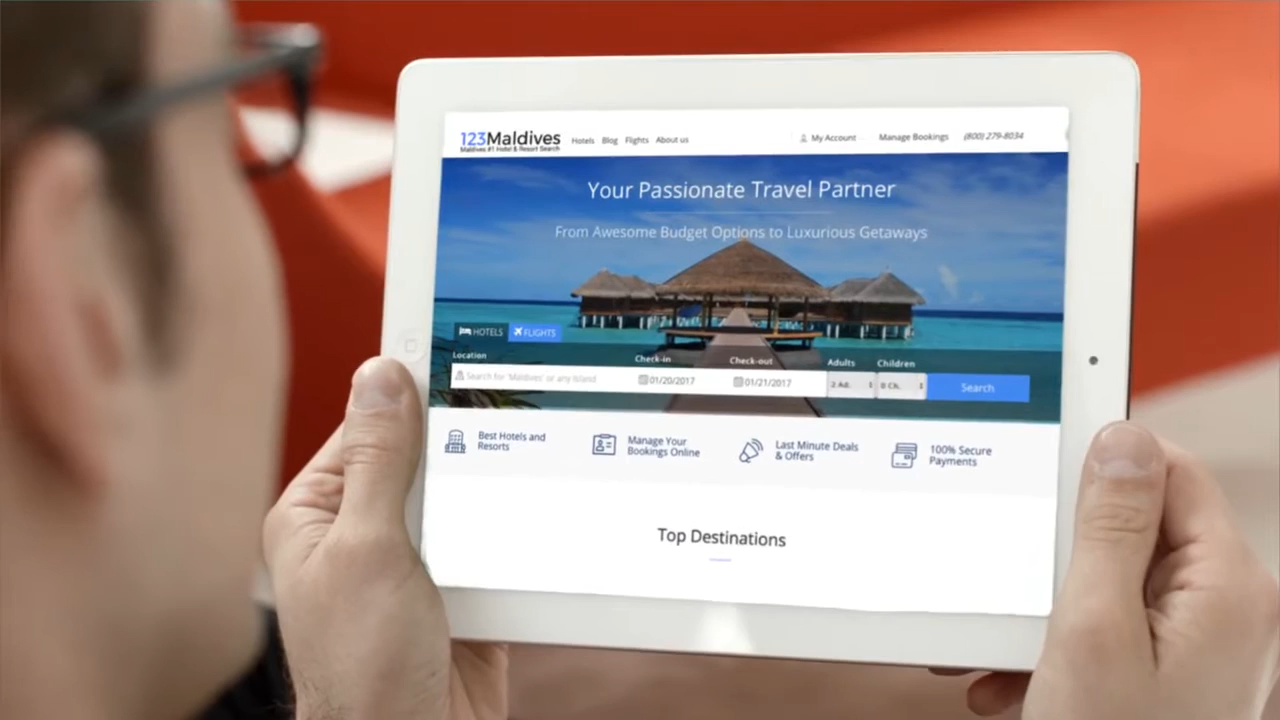 123Maldives
Maldives #1 Hotel & Resort Search
Hotels Blog Flights About us
My Account
Manage Bookings
(800) 279-8034
Your Passionate Travel Partner
From Awesome Budget Options to Luxurious Getaways
HOTELS FLIGHTS
Location Check-in Check-out Adults Children
Search for 'Maldives' or any island 01/20/2017 01/21/2017 2 Ad. 0 Ch. Search
Best Hotels and
Resorts
Manage Your
Bookings Online
Last Minute Deals
& Offers
100% Secure
Payments
Top Destinations